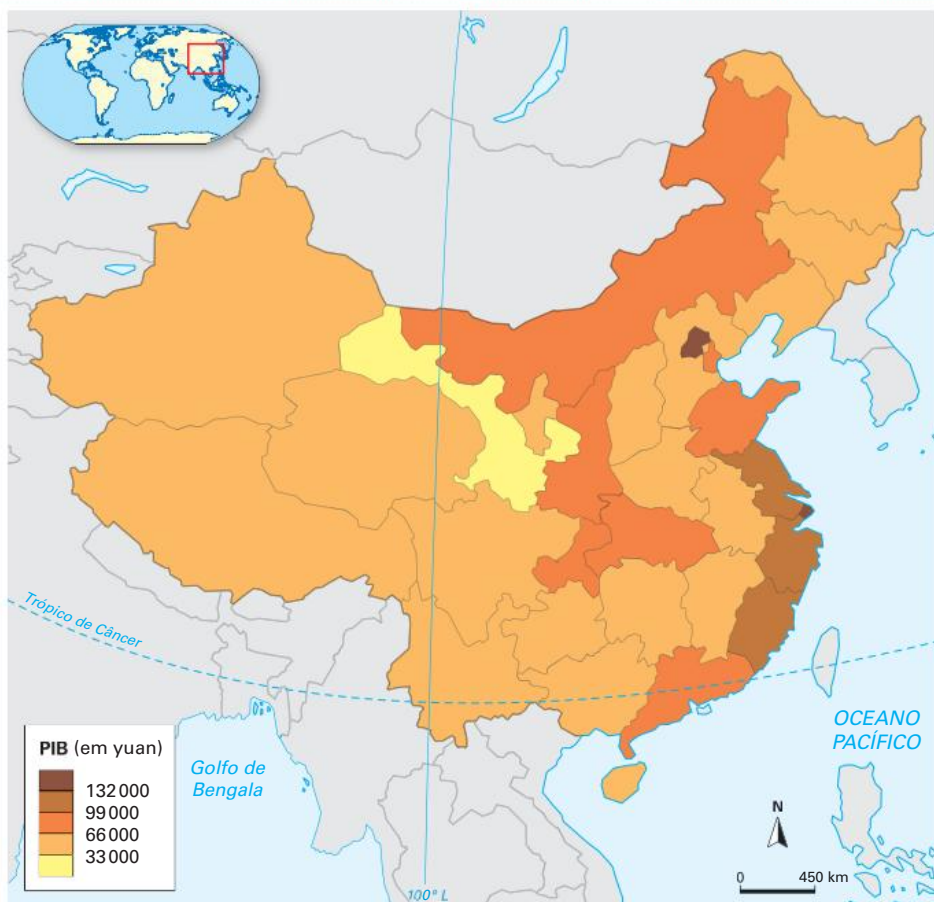 Trópico de Câncer
PIB (em yuan)
132 000
99 000
66 000
33 000
Golfo de
Bengala
OCEANO
PACÍFICO
N
0 450 km
100° L